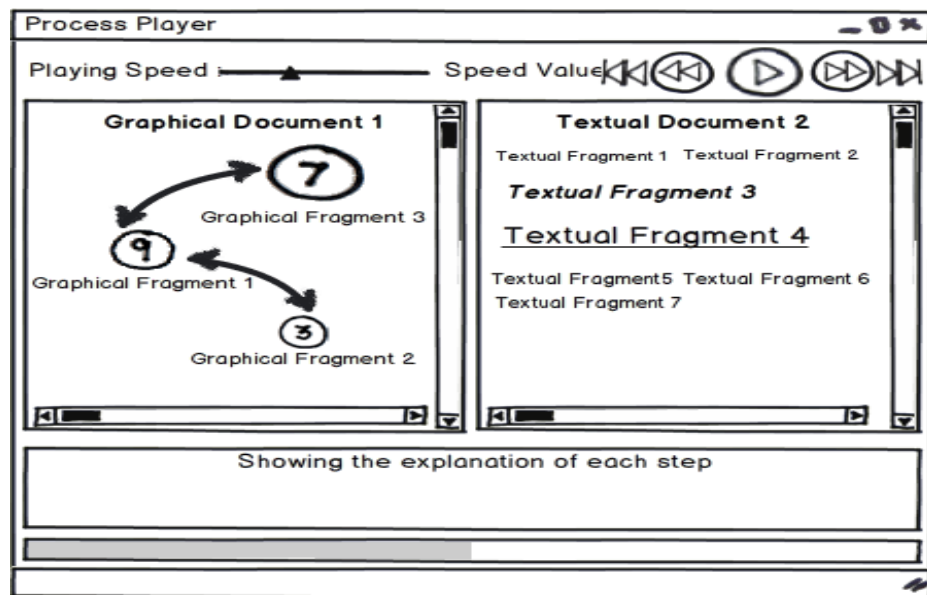 Process Player
Playing Speed : Speed Value
Graphical Document 1
7
Graphical Fragment 3
9
Graphical Fragment 1
3
Graphical Fragment 2
Textual Document 2
Textual Fragment 1 Textual Fragment 2
Textual Fragment 3
Textual Fragment 4
Textual Fragment5 Textual Fragment 6
Textual Fragment 7
Showing the explanation of each step